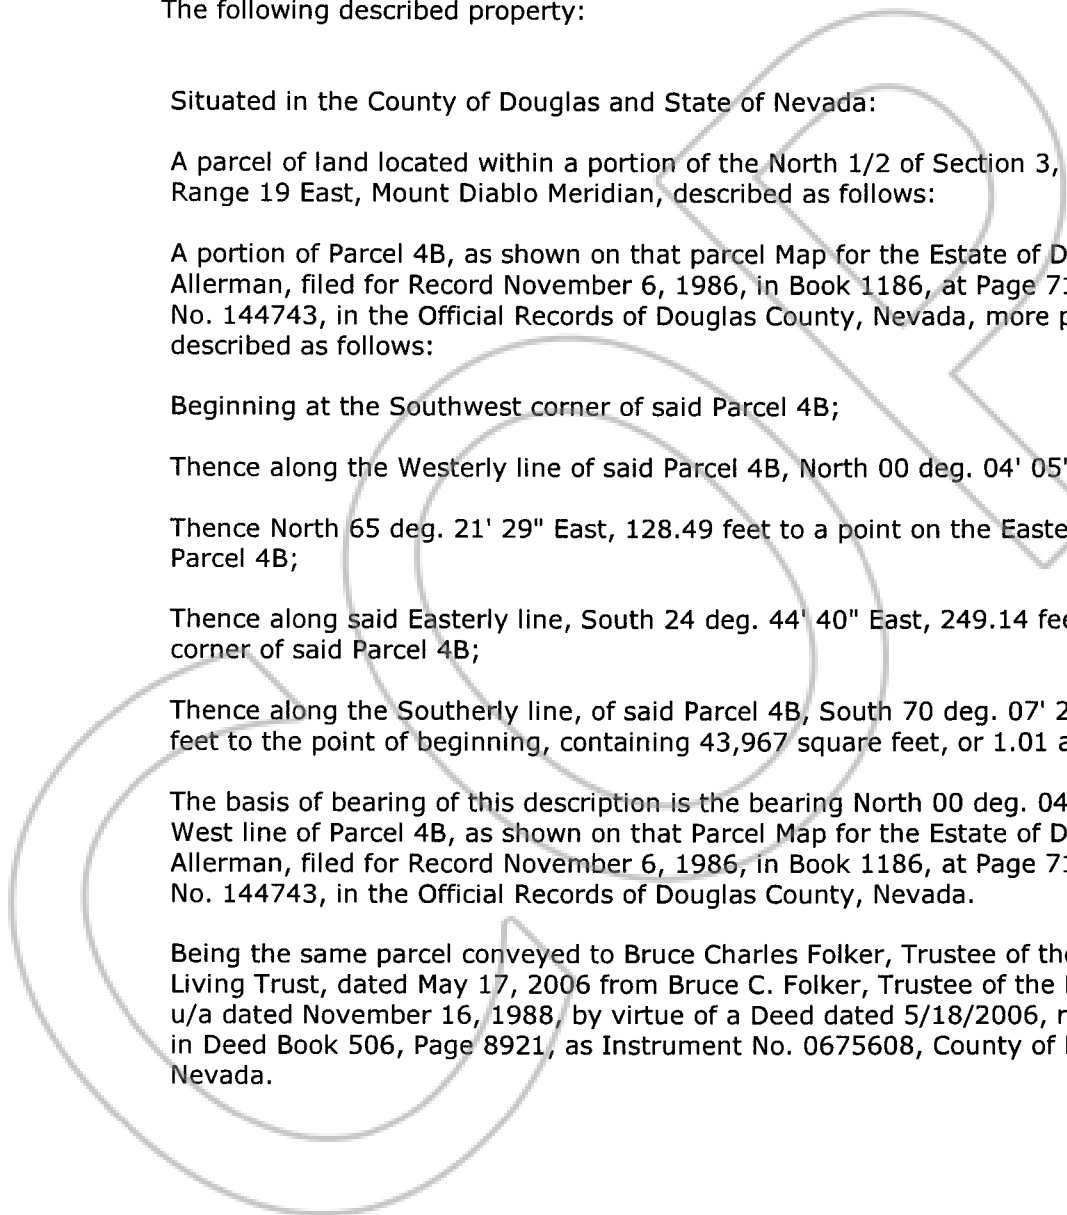 The following described property:
Situated in the County of Douglas and State of Nevada:
A parcel of land located within a portion of the North 1/2 of Section 3,
Range 19 East, Mount Diablo Meridian, described as follows:
A portion of Parcel 4B, as shown on that parcel Map for the Estate of D
Allerman, filed for Record November 6, 1986, in Book 1186, at Page 71
No. 144743, in the Official Records of Douglas County, Nevada, more p
described as follows:
Beginning at the Southwest corner of said Parcel 4B;
Thence along the Westerly line of said Parcel 4B, North 00 deg. 04' 05"
Thence North 65 deg. 21' 29" East, 128.49 feet to a point on the Easte
Parcel 4B;
Thence along said Easterly line, South 24 deg. 44' 40" East, 249.14 fee
corner of said Parcel 4B;
Thence along the Southerly line, of said Parcel 4B, South 70 deg. 07' 2
feet to the point of beginning, containing 43,967 square feet, or 1.01 a
The basis of bearing of this description is the bearing North 00 deg. 04
West line of Parcel 4B, as shown on that Parcel Map for the Estate of D
Allerman, filed for Record November 6, 1986, in Book 1186, at Page 71
No. 144743, in the Official Records of Douglas County, Nevada.
Being the same parcel conveyed to Bruce Charles Folker, Trustee of the
Living Trust, dated May 17, 2006 from Bruce C. Folker, Trustee of the
u/a dated November 16, 1988, by virtue of a Deed dated 5/18/2006, r
in Deed Book 506, Page 8921, as Instrument No. 0675608, County of
Nevada.
COP